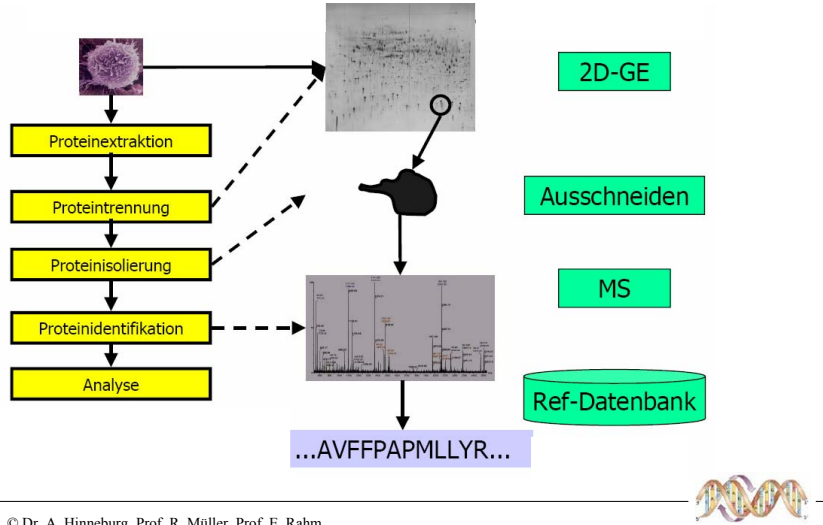 2D-GE
Proteinextraktion
Proteintrennung
Ausschneiden
Proteinisolierung
MS
Proteinidentifikation
Analyse
Ref-Datenbank
...AVFFPAPMLLYR...
© Dr. A. Hinneburg, Prof. R. Müller, Prof. E. Rahm